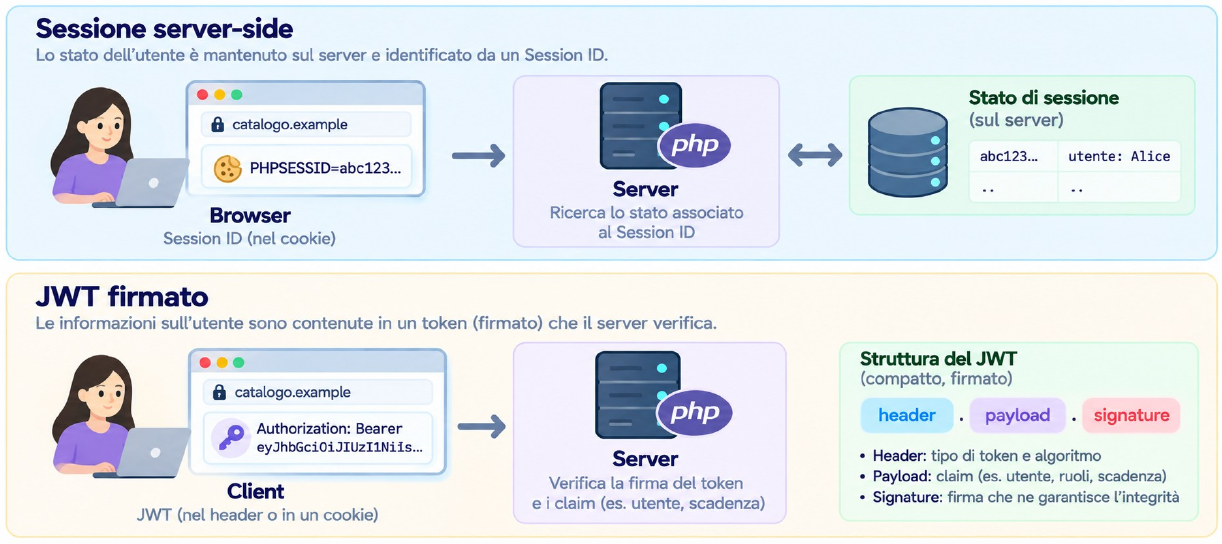 Sessione server-side
Lo stato dell'utente è mantenuto sul server e identificato da un Session ID.
catalogo.example
PHPSESSID=abc123...
Browser
Session ID (nel cookie)
php
Server
Ricerca lo stato associato
al Session ID
Stato di sessione
(sul server)
abc123... utente: Alice
.. ..
JWT firmato
Le informazioni sull'utente sono contenute in un token (firmato) che il server verifica.
catalogo.example
Authorization: Bearer
eyJhbGciOiJIUzI1Niis...
Client
JWT (nel header o in un cookie)
php
Server
Verifica la firma del token
e i claim (es. utente, scadenza)
Struttura del JWT
(compatto, firmato)
header . payload . signature
• Header: tipo di token e algoritmo
• Payload: claim (es. utente, ruoli, scadenza)
• Signature: firma che ne garantisce l'integrità